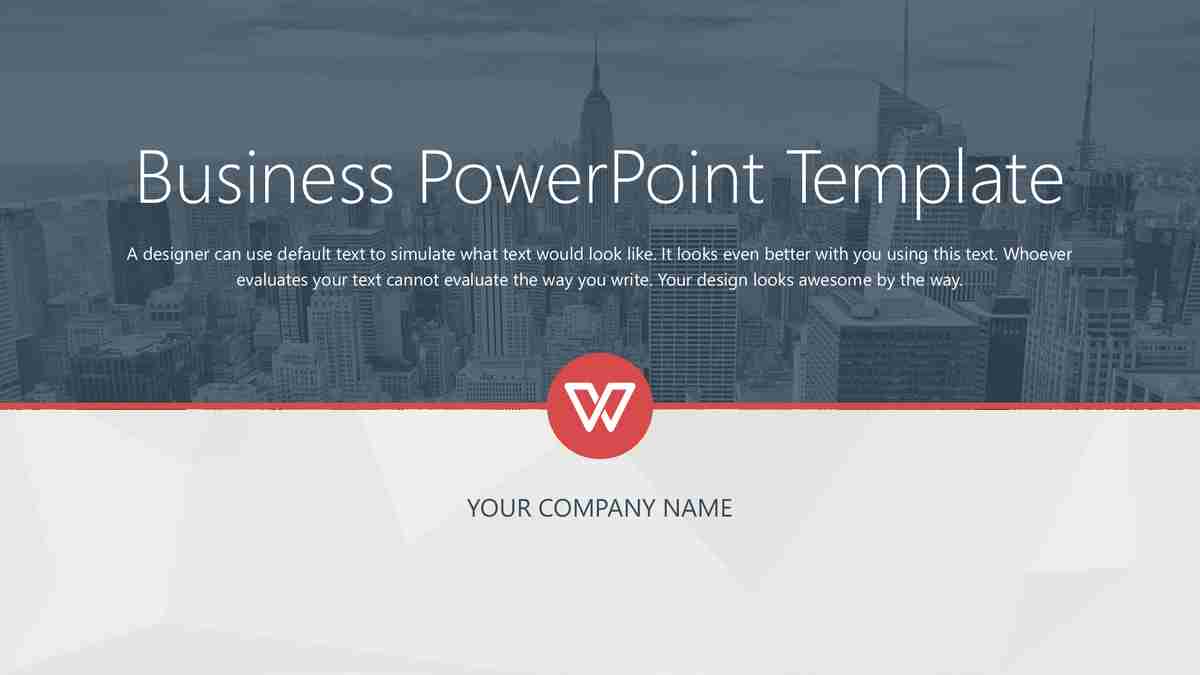 Business PowerPoint Template
A designer can use default text to simulate what text would look like. It looks even better with you using this text. Whoever
evaluates your text cannot evaluate the way you write. Your design looks awesome by the way.
W
YOUR COMPANY NAME